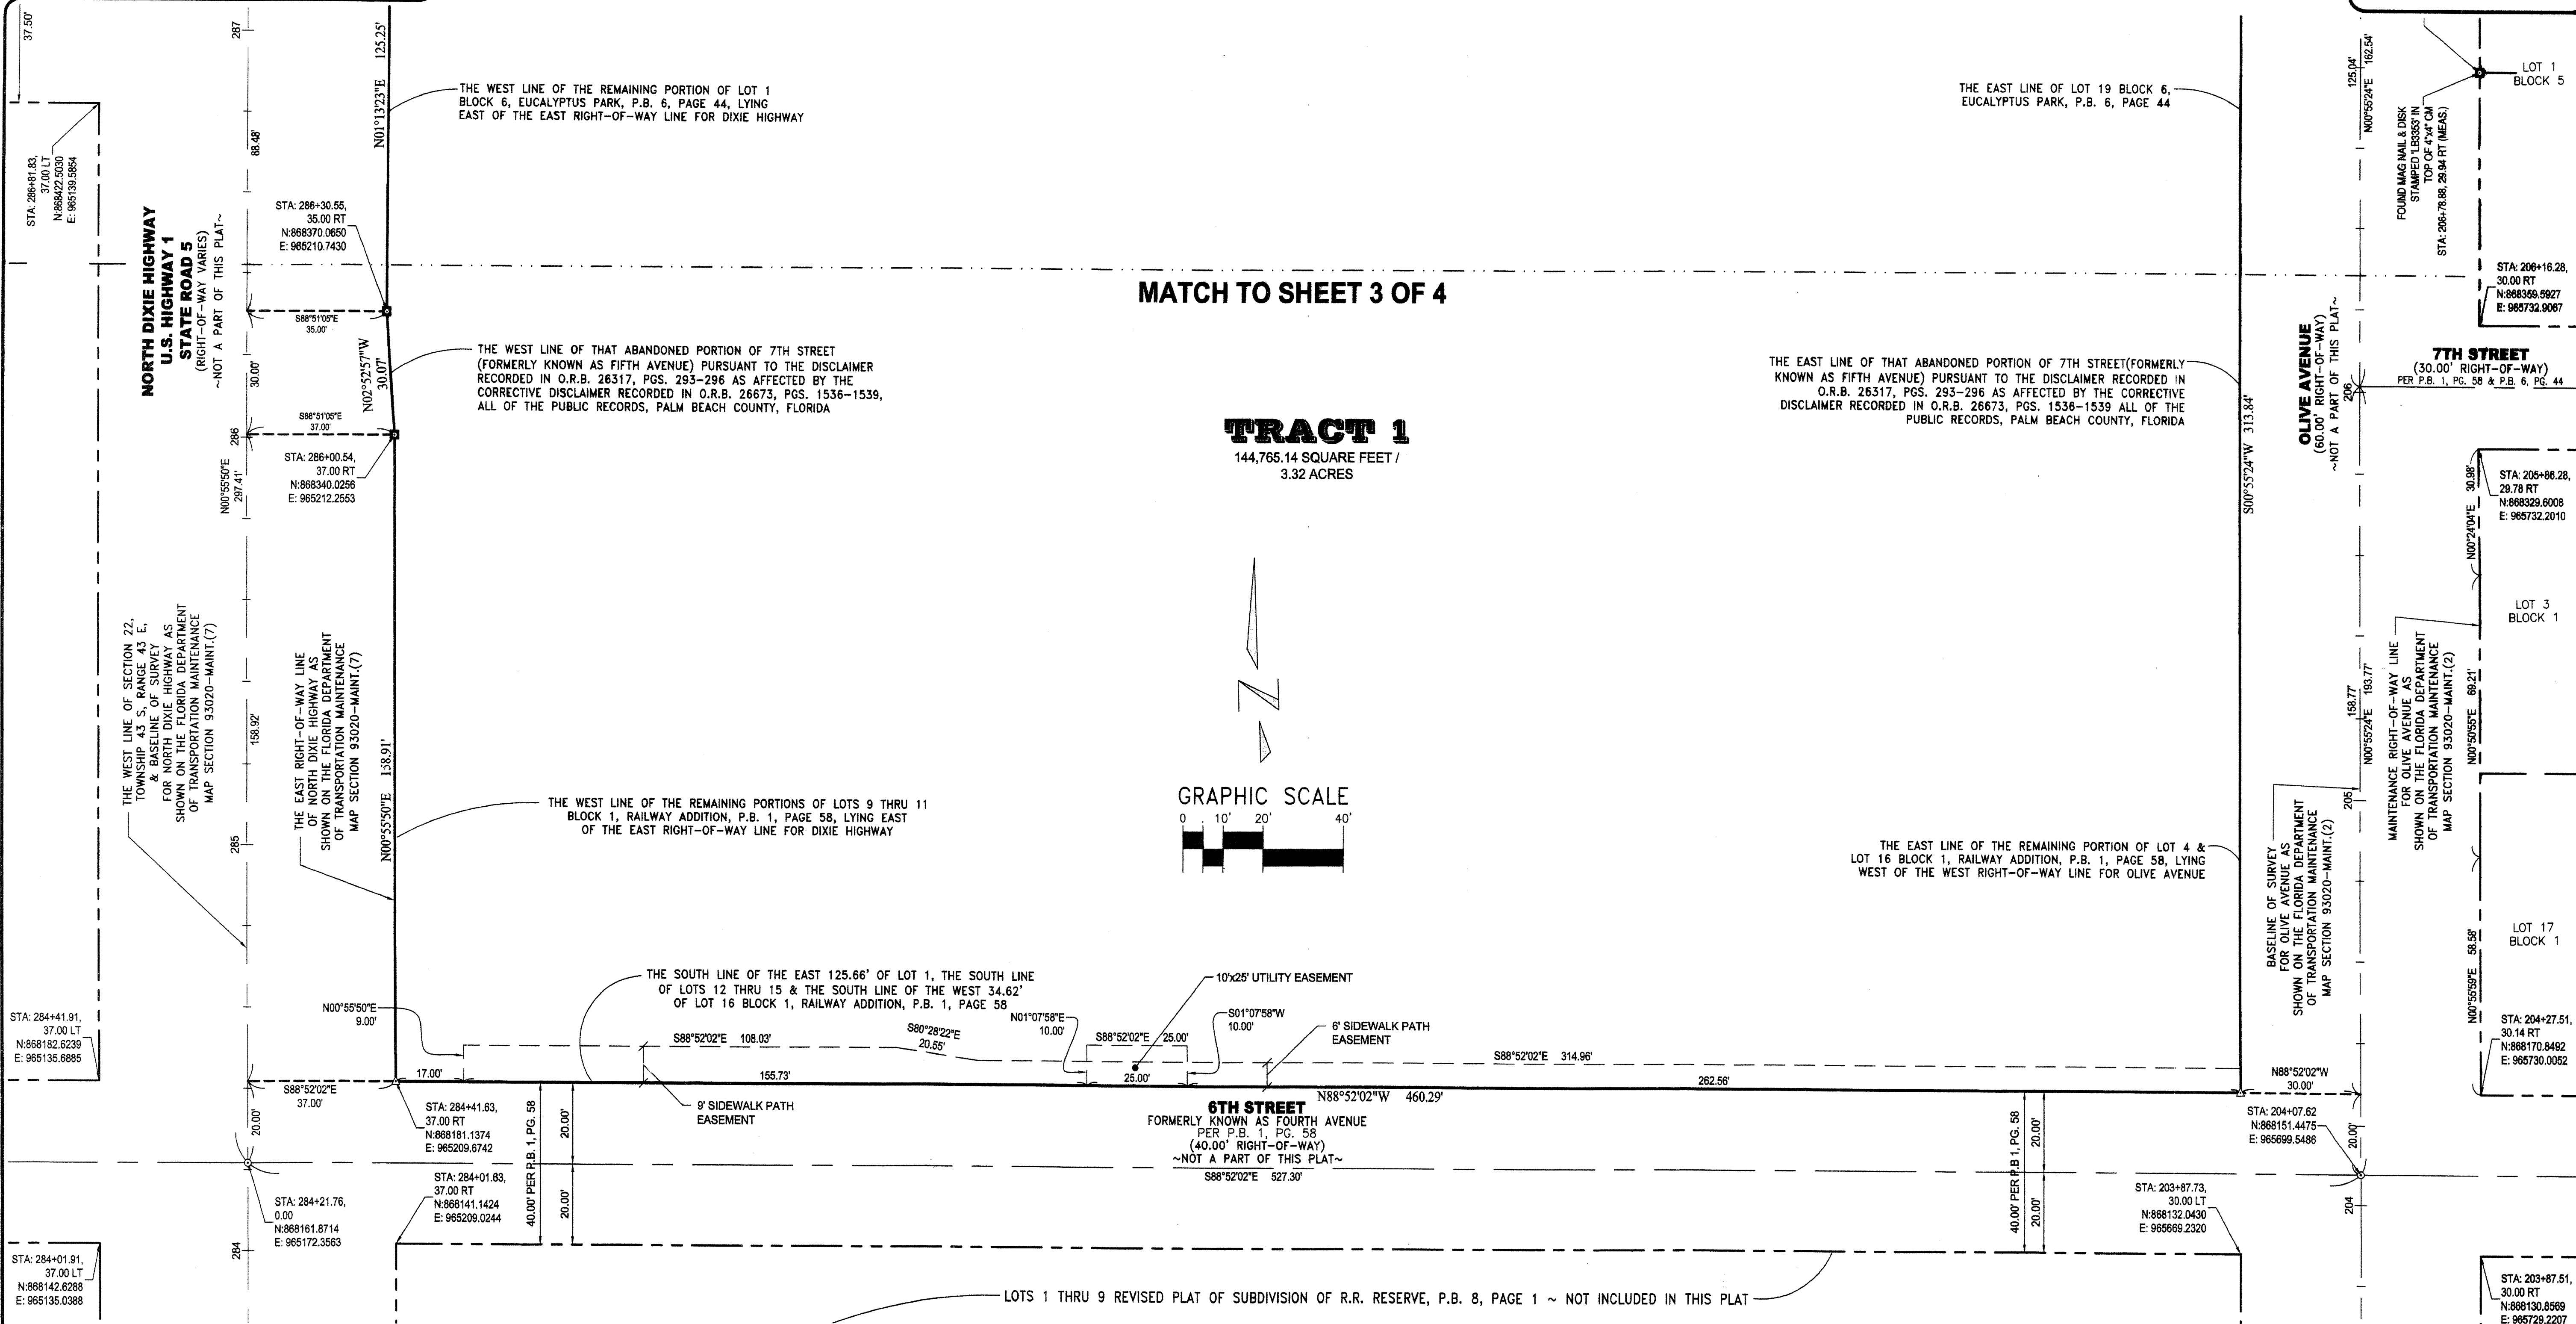 37.50'
287
N01°13'23"E 125.25'
88.48'
THE WEST LINE OF THE REMAINING PORTION OF LOT 1
BLOCK 6, EUCALYPTUS PARK, P.B. 6, PAGE 44, LYING
EAST OF THE EAST RIGHT-OF-WAY LINE FOR DIXIE HIGHWAY
THE EAST LINE OF LOT 19 BLOCK 6,
EUCALYPTUS PARK, P.B. 6, PAGE 44
125.04'
N00°55'24"E 162.54'
LOT 1
BLOCK 5
FOUND MAG NAIL & DISK
STAMPED "LB3353' IN
TOP OF 4"x4" CM
STA: 206+78.88, 29.94 RT (MEAS.)
STA: 286+81.83,
37.00 LT
N:868422.5030
E: 965139.5854
NORTH DIXIE HIGHWAY
U.S. HIGHWAY 1
STATE ROAD 5
(RIGHT-OF-WAY VARIES)
~NOT A PART OF THIS PLAT~
STA: 286+30.55,
35.00 RT
N:868370.0650
E: 965210.7430
MATCH TO SHEET 3 OF 4
STA: 206+16.28,
30.00 RT
N:868359.5927
E: 965732.9067
S88°51'05"E
35.00'
30.00'
N02°52'57"W
30.07'
THE WEST LINE OF THAT ABANDONED PORTION OF 7TH STREET
(FORMERLY KNOWN AS FIFTH AVENUE) PURSUANT TO THE DISCLAIMER
RECORDED IN O.R.B. 26317, PGS. 293-296 AS AFFECTED BY THE
CORRECTIVE DISCLAIMER RECORDED IN O.R.B. 26673, PGS. 1536-1539,
ALL OF THE PUBLIC RECORDS, PALM BEACH COUNTY, FLORIDA
THE EAST LINE OF THAT ABANDONED PORTION OF 7TH STREET(FORMERLY
KNOWN AS FIFTH AVENUE) PURSUANT TO THE DISCLAIMER RECORDED IN
O.R.B. 26317, PGS. 293-296 AS AFFECTED BY THE CORRECTIVE
DISCLAIMER RECORDED IN O.R.B. 26673, PGS. 1536-1539 ALL OF THE
PUBLIC RECORDS, PALM BEACH COUNTY, FLORIDA
S00°55'24"W 313.84'
OLIVE AVENUE
(60.00' RIGHT-OF-WAY)
~NOT A PART OF THIS PLAT~
206
7TH STREET
(30.00' RIGHT-OF-WAY)
PER P.B. 1, PG. 58 & P.B. 6, PG. 44
S88°51'05"E
37.00'
286
TRACT 1
144,765.14 SQUARE FEET /
3.32 ACRES
STA: 286+00.54,
37.00 RT
N:868340.0256
E: 965212.2553
N00°55'50"E
297.41'
N00°24'04"E 30.98'
STA: 205+86.28,
29.78 RT
N:868329.6008
E: 965732.2010
LOT 3
BLOCK 1
THE WEST LINE OF SECTION 22,
TOWNSHIP 43 S, RANGE 43 E,
& BASELINE OF SURVEY
FOR NORTH DIXIE HIGHWAY AS
SHOWN ON THE FLORIDA DEPARTMENT
OF TRANSPORTATION MAINTENANCE
MAP SECTION 93020-MAINT.(7)
158.92'
THE EAST RIGHT-OF-WAY LINE
OF NORTH DIXIE HIGHWAY AS
SHOWN ON THE FLORIDA DEPARTMENT
OF TRANSPORTATION MAINTENANCE
MAP SECTION 93020-MAINT.(7)
N00°55'50"E 158.91'
N
158.77'
N00°55'24"E 193.77'
MAINTENANCE RIGHT-OF-WAY LINE
FOR OLIVE AVENUE AS
SHOWN ON THE FLORIDA DEPARTMENT
OF TRANSPORTATION MAINTENANCE
MAP SECTION 93020-MAINT.(2)
N00°50'55"E 69.21'
GRAPHIC SCALE
0 10' 20' 40'
THE WEST LINE OF THE REMAINING PORTIONS OF LOTS 9 THRU 11
BLOCK 1, RAILWAY ADDITION, P.B. 1, PAGE 58, LYING EAST
OF THE EAST RIGHT-OF-WAY LINE FOR DIXIE HIGHWAY
285
205
THE EAST LINE OF THE REMAINING PORTION OF LOT 4 &
LOT 16 BLOCK 1, RAILWAY ADDITION, P.B. 1, PAGE 58, LYING
WEST OF THE WEST RIGHT-OF-WAY LINE FOR OLIVE AVENUE
BASELINE OF SURVEY
FOR OLIVE AVENUE AS
SHOWN ON THE FLORIDA DEPARTMENT
OF TRANSPORTATION MAINTENANCE
MAP SECTION 93020-MAINT.(2)
LOT 17
BLOCK 1
N00°55'59"E 58.58'
THE SOUTH LINE OF THE EAST 125.66' OF LOT 1, THE SOUTH LINE
OF LOTS 12 THRU 15 & THE SOUTH LINE OF THE WEST 34.62'
OF LOT 16 BLOCK 1, RAILWAY ADDITION, P.B. 1, PAGE 58
10'x25' UTILITY EASEMENT
N00°55'50"E
9.00'
N01°07'58"E
10.00'
S01°07'58"W
10.00'
STA: 284+41.91,
37.00 LT
N:868182.6239
E: 965135.6885
S88°52'02"E 108.03'
S80°28'22"E
20.55'
S88°52'02"E 25.00'
6' SIDEWALK PATH
EASEMENT
S88°52'02"E 314.96'
STA: 204+27.51,
30.14 RT
N:868170.8492
E: 965730.0052
17.00'
155.73'
25.00'
262.56'
S88°52'02"E
37.00'
N88°52'02"W
30.00'
N88°52'02"W 460.29'
9' SIDEWALK PATH
EASEMENT
6TH STREET
FORMERLY KNOWN AS FOURTH AVENUE
PER P.B. 1, PG. 58
(40.00' RIGHT-OF-WAY)
~NOT A PART OF THIS PLAT~
S88°52'02"E 527.30'
STA: 284+41.63,
37.00 RT
N:868181.1374
E: 965209.6742
20.00'
40.00' PER P.B. 1, PG. 58
20.00'
20.00'
40.00' PER P.B 1, PG. 58
20.00'
20.00'
STA: 204+07.62
N:868151.4475
E: 965699.5486
20.00'
STA: 284+01.63,
37.00 RT
N:868141.1424
E: 965209.0244
STA: 284+21.76,
0.00
N:868161.8714
E: 965172.3563
STA: 203+87.73,
30.00 LT
N:868132.0430
E: 965669.2320
204
284
STA: 284+01.91,
37.00 LT
N:868142.6288
E: 965135.0388
LOTS 1 THRU 9 REVISED PLAT OF SUBDIVISION OF R.R. RESERVE, P.B. 8, PAGE 1 ~ NOT INCLUDED IN THIS PLAT
STA: 203+87.51,
30.00 RT
N:868130.8569
E: 965729.2207